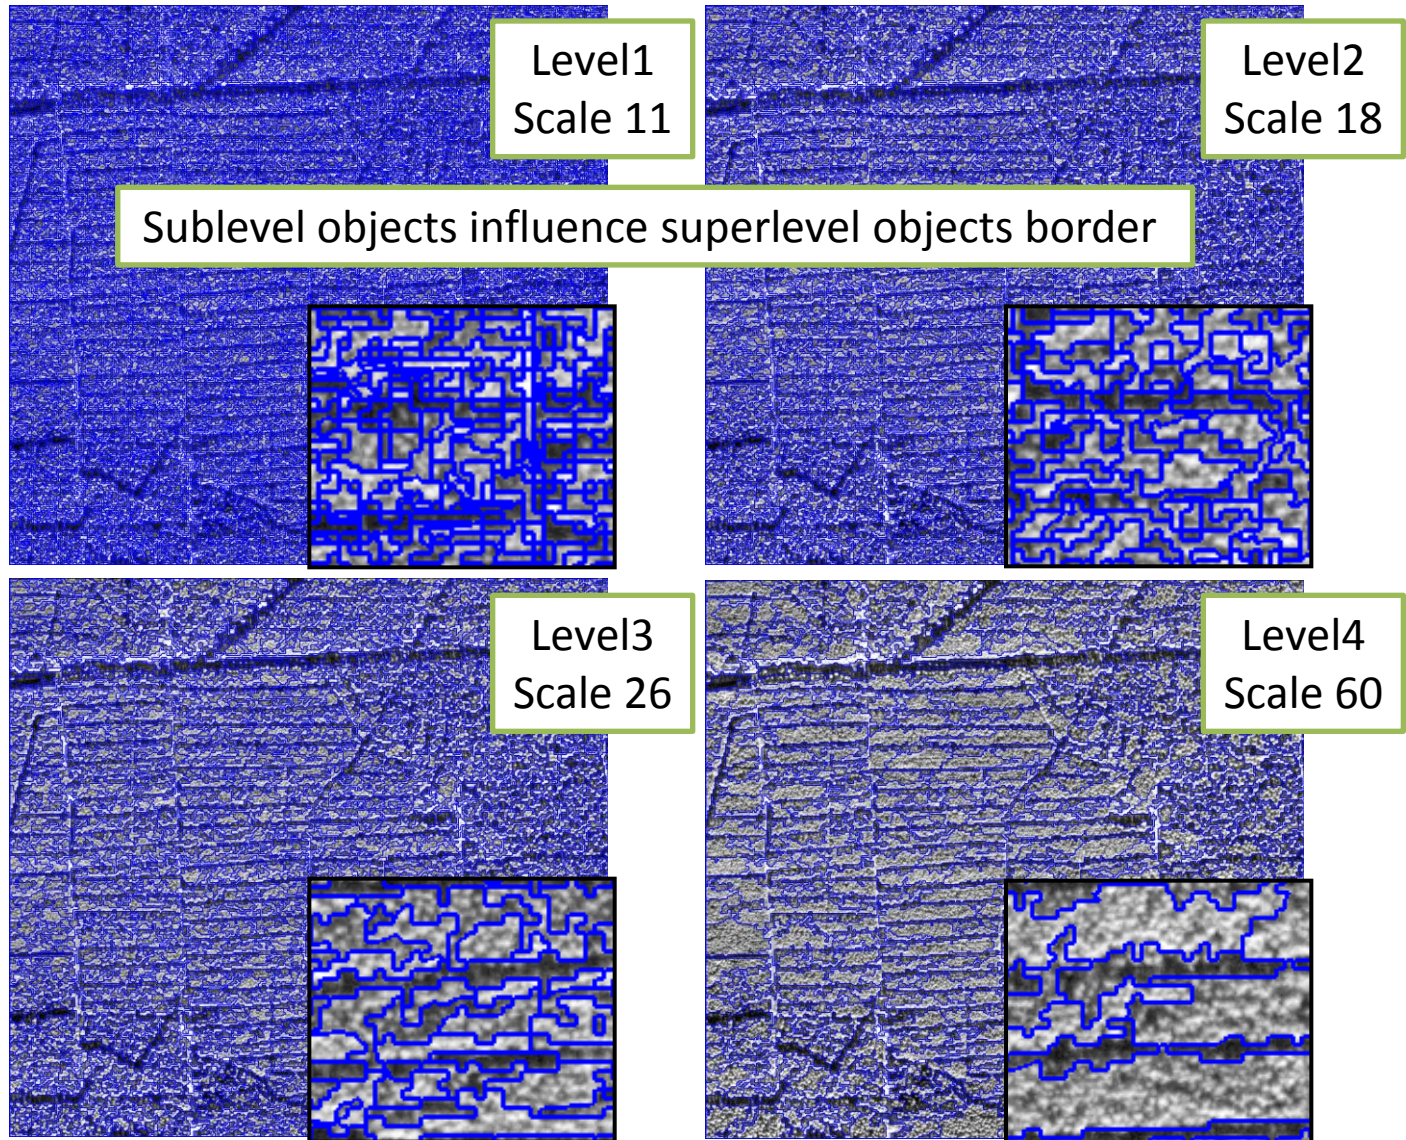 Level1
Scale 11
Level2
Scale 18
Sublevel objects influence superlevel objects border
Level3
Scale 26
Level4
Scale 60